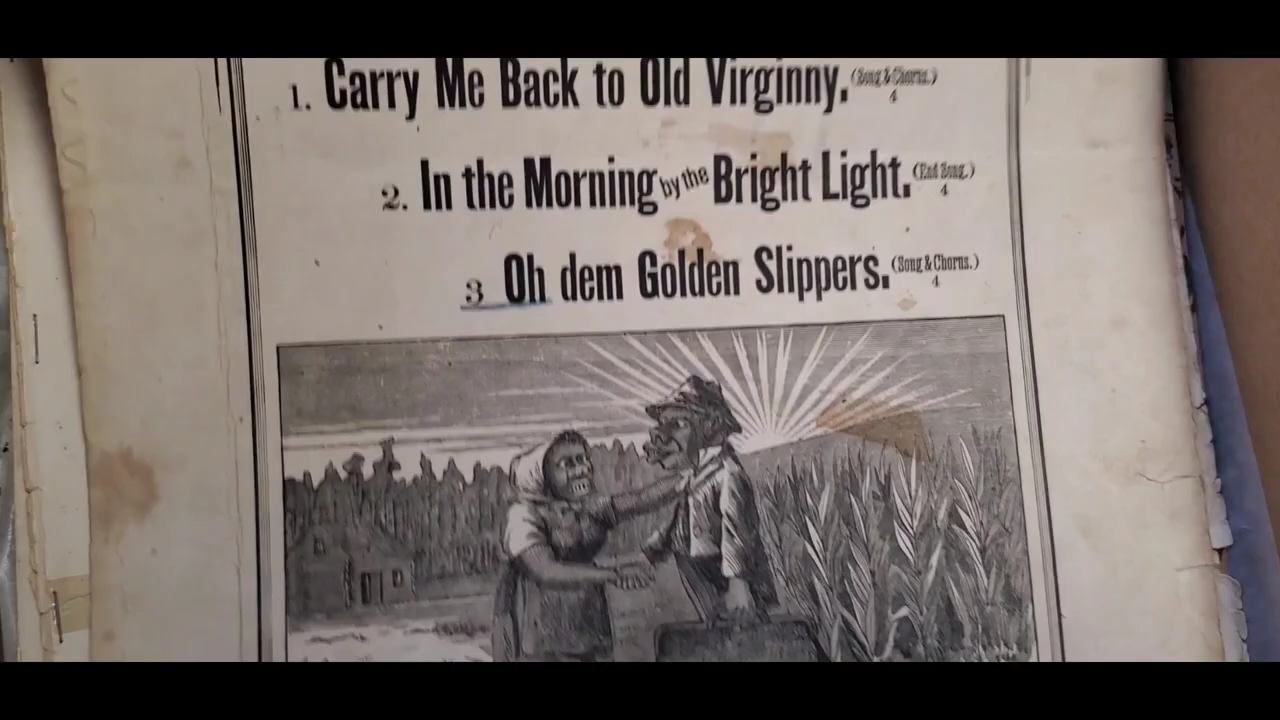 1. Carry Me Back to Old Virginny. (Song & Chorus.) 4
2. In the Morning by the Bright Light. (End Song.) 4
3 Oh dem Golden Slippers. (Song & Chorus.) 4